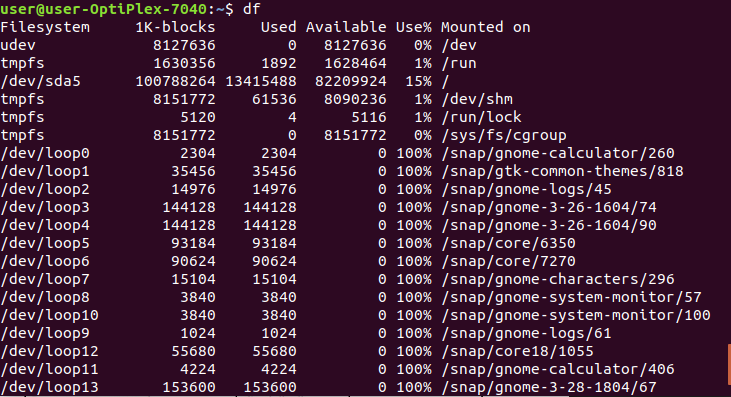 user@user-OptiPlex-7040:~$ df
Filesystem     1K-blocks     Used Available Use% Mounted on
udev             8127636        0   8127636   0% /dev
tmpfs            1630356     1892   1628464   1% /run
/dev/sda5      100788264 13415488  82209924  15% /
tmpfs            8151772    61536   8090236   1% /dev/shm
tmpfs               5120        4      5116   1% /run/lock
tmpfs            8151772        0   8151772   0% /sys/fs/cgroup
/dev/loop0          2304     2304         0 100% /snap/gnome-calculator/260
/dev/loop1         35456    35456         0 100% /snap/gtk-common-themes/818
/dev/loop2         14976    14976         0 100% /snap/gnome-logs/45
/dev/loop3        144128   144128         0 100% /snap/gnome-3-26-1604/74
/dev/loop4        144128   144128         0 100% /snap/gnome-3-26-1604/90
/dev/loop5         93184    93184         0 100% /snap/core/6350
/dev/loop6         90624    90624         0 100% /snap/core/7270
/dev/loop7         15104    15104         0 100% /snap/gnome-characters/296
/dev/loop8          3840     3840         0 100% /snap/gnome-system-monitor/57
/dev/loop10         3840     3840         0 100% /snap/gnome-system-monitor/100
/dev/loop9          1024     1024         0 100% /snap/gnome-logs/61
/dev/loop12        55680    55680         0 100% /snap/core18/1055
/dev/loop11         4224     4224         0 100% /snap/gnome-calculator/406
/dev/loop13       153600   153600         0 100% /snap/gnome-3-28-1804/67